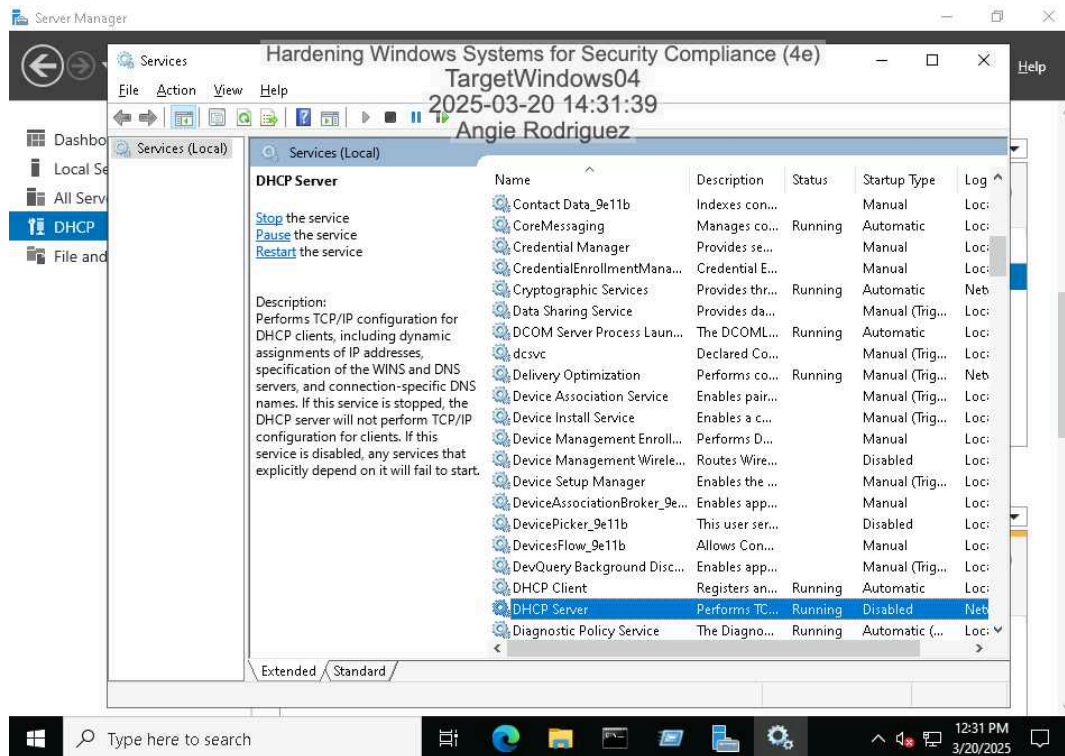 Server Manager
Hardening Windows Systems for Security Compliance (4e)
TargetWindows04
2025-03-20 14:31:39
Angie Rodriguez
Services
File Action View Help
Help
Dashbo
Local Se
All Serv
DHCP
File and
Services (Local)
Services (Local)
DHCP Server
Stop the service
Pause the service
Restart the service
Description:
Performs TCP/IP configuration for
DHCP clients, including dynamic
assignments of IP addresses,
specification of the WINS and DNS
servers, and connection-specific DNS
names. If this service is stopped, the
DHCP server will not perform TCP/IP
configuration for clients. If this
service is disabled, any services that
explicitly depend on it will fail to start.
Name Description Status Startup Type Log
Contact Data_9e11b Indexes con... Manual Loc
CoreMessaging Manages co... Running Automatic Loc
Credential Manager Provides se... Manual Loc
CredentialEnrollmentMana... Credential E... Manual Loc
Cryptographic Services Provides thr... Running Automatic Net
Data Sharing Service Provides da... Manual (Trig... Loc
DCOM Server Process Laun... The DCOML... Running Automatic Loc
dcsvc Declared Co... Manual (Trig... Loc
Delivery Optimization Performs co... Running Manual (Trig... Net
Device Association Service Enables pair... Manual (Trig... Loc
Device Install Service Enables a c... Manual (Trig... Loc
Device Management Enroll... Performs D... Manual Loc
Device Management Wirele... Routes Wire... Disabled Loc
Device Setup Manager Enables the ... Manual (Trig... Loc
DeviceAssociationBroker_9e... Enables app... Manual Loc
DevicePicker_9e11b This user ser... Disabled Loc
DevicesFlow_9e11b Allows Con... Manual Loc
DevQuery Background Disc... Enables app... Manual (Trig... Loc
DHCP Client Registers an... Running Automatic Loc
DHCP Server Performs TC... Running Disabled Net
Diagnostic Policy Service The Diagno... Running Automatic (... Loc
Extended Standard
Type here to search
12:31 PM
3/20/2025